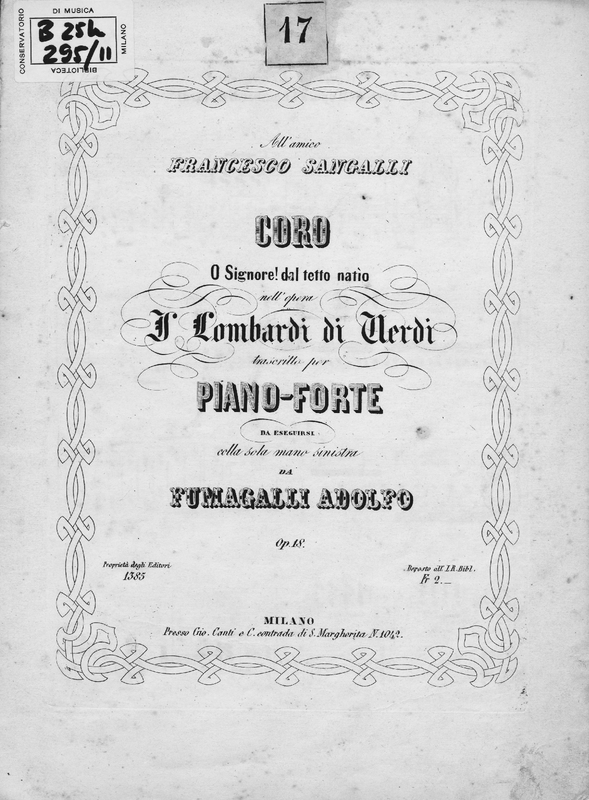 CONSERVATORIO
DI MUSICA
MILANO
BIBLIOTECA
B 25h
295/11
17
All'amico
FRANCESCO SANGALLI
CORO
O Signore! dal tetto natìo
nell'opera
I Lombardi di Verdi
trascritto per
PIANO-FORTE
DA ESEGUIRSI
colla sola mano sinistra
DA
FUMAGALLI ADOLFO
Op. 18.
Proprietà degli Editori
1385
Deposto all' I. R. Bibl.
Fr 2._
MILANO
Presso Gio. Canti e C. contrada di S. Margherita N. 1042.